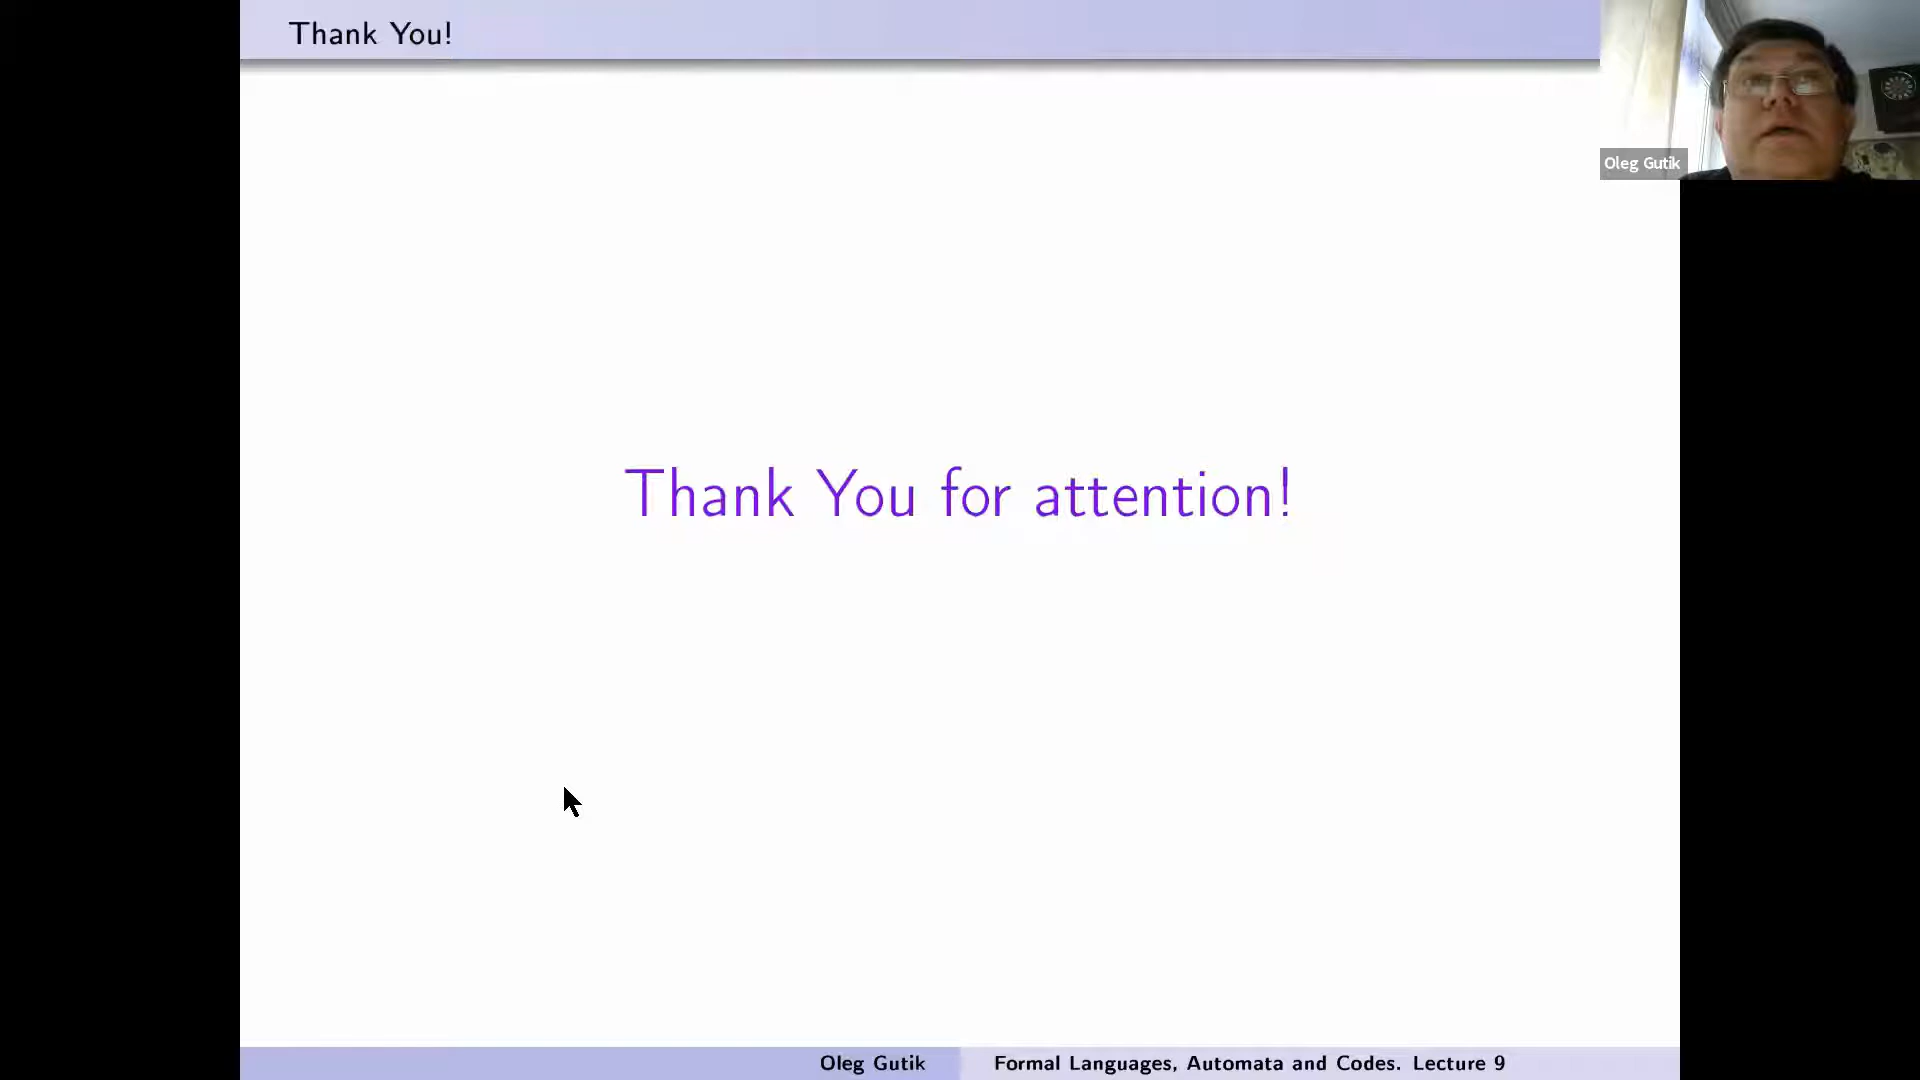 Thank You!
Oleg Gutik
Thank You for attention!
Oleg Gutik
Formal Languages, Automata and Codes. Lecture 9